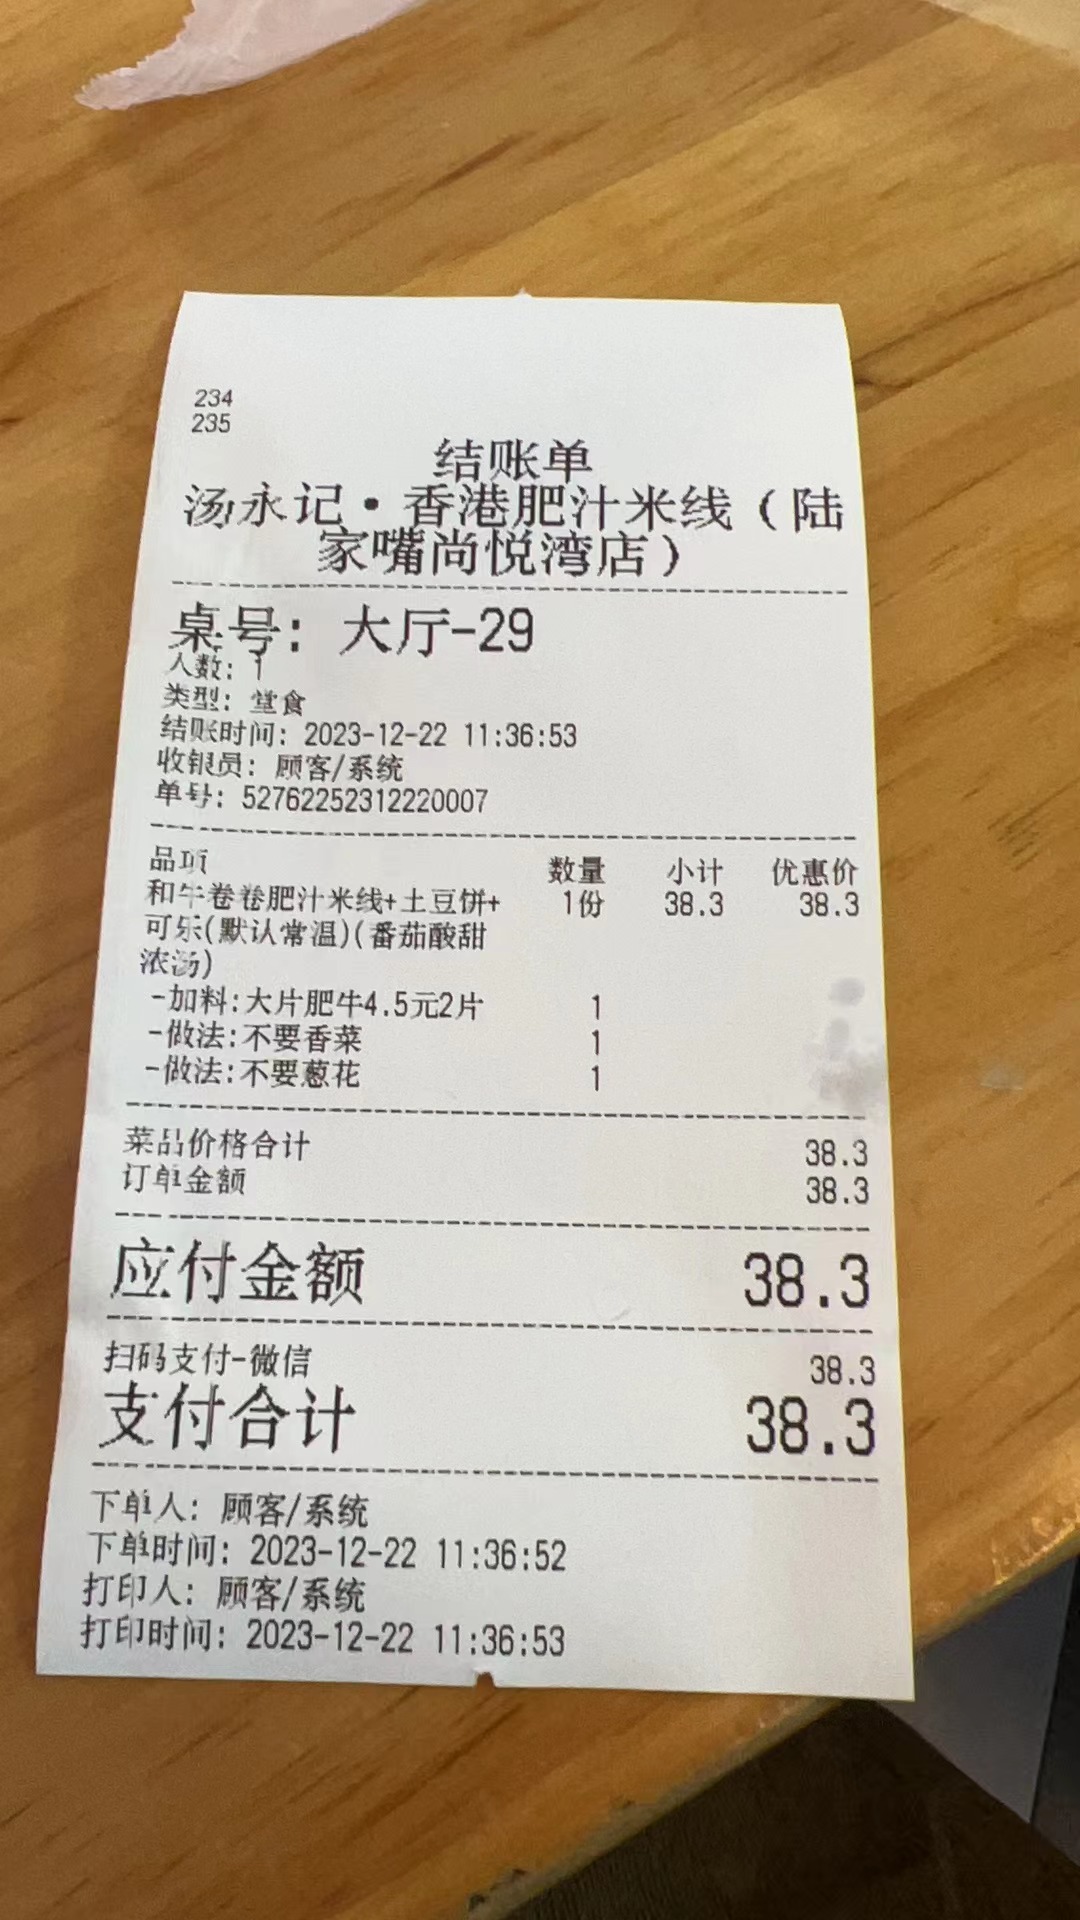 234
235
结账单
汤永记·香港肥汁米线（陆
家嘴尚悦湾店）
桌号：大厅-29
人数：1
类型：堂食
结账时间：2023-12-22 11:36:53
收银员：顾客/系统
单号：52762252312220007
品项 数量 小计 优惠价
和牛卷卷肥汁米线+土豆饼+ 1份 38.3 38.3
可乐(默认常温)(番茄酸甜
浓汤)
-加料:大片肥牛4.5元2片 1
-做法:不要香菜 1
-做法:不要葱花 1
菜品价格合计 38.3
订单金额 38.3
应付金额 38.3
扫码支付-微信 38.3
支付合计 38.3
下单人：顾客/系统
下单时间：2023-12-22 11:36:52
打印人：顾客/系统
打印时间：2023-12-22 11:36:53